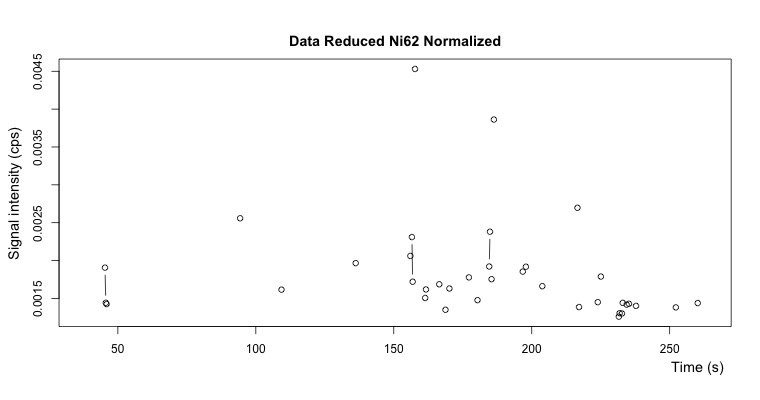 Data Reduced Ni62 Normalized
Signal intensity (cps)
0.0045
0.0035
0.0025
0.0015
50 100 150 200 250
Time (s)